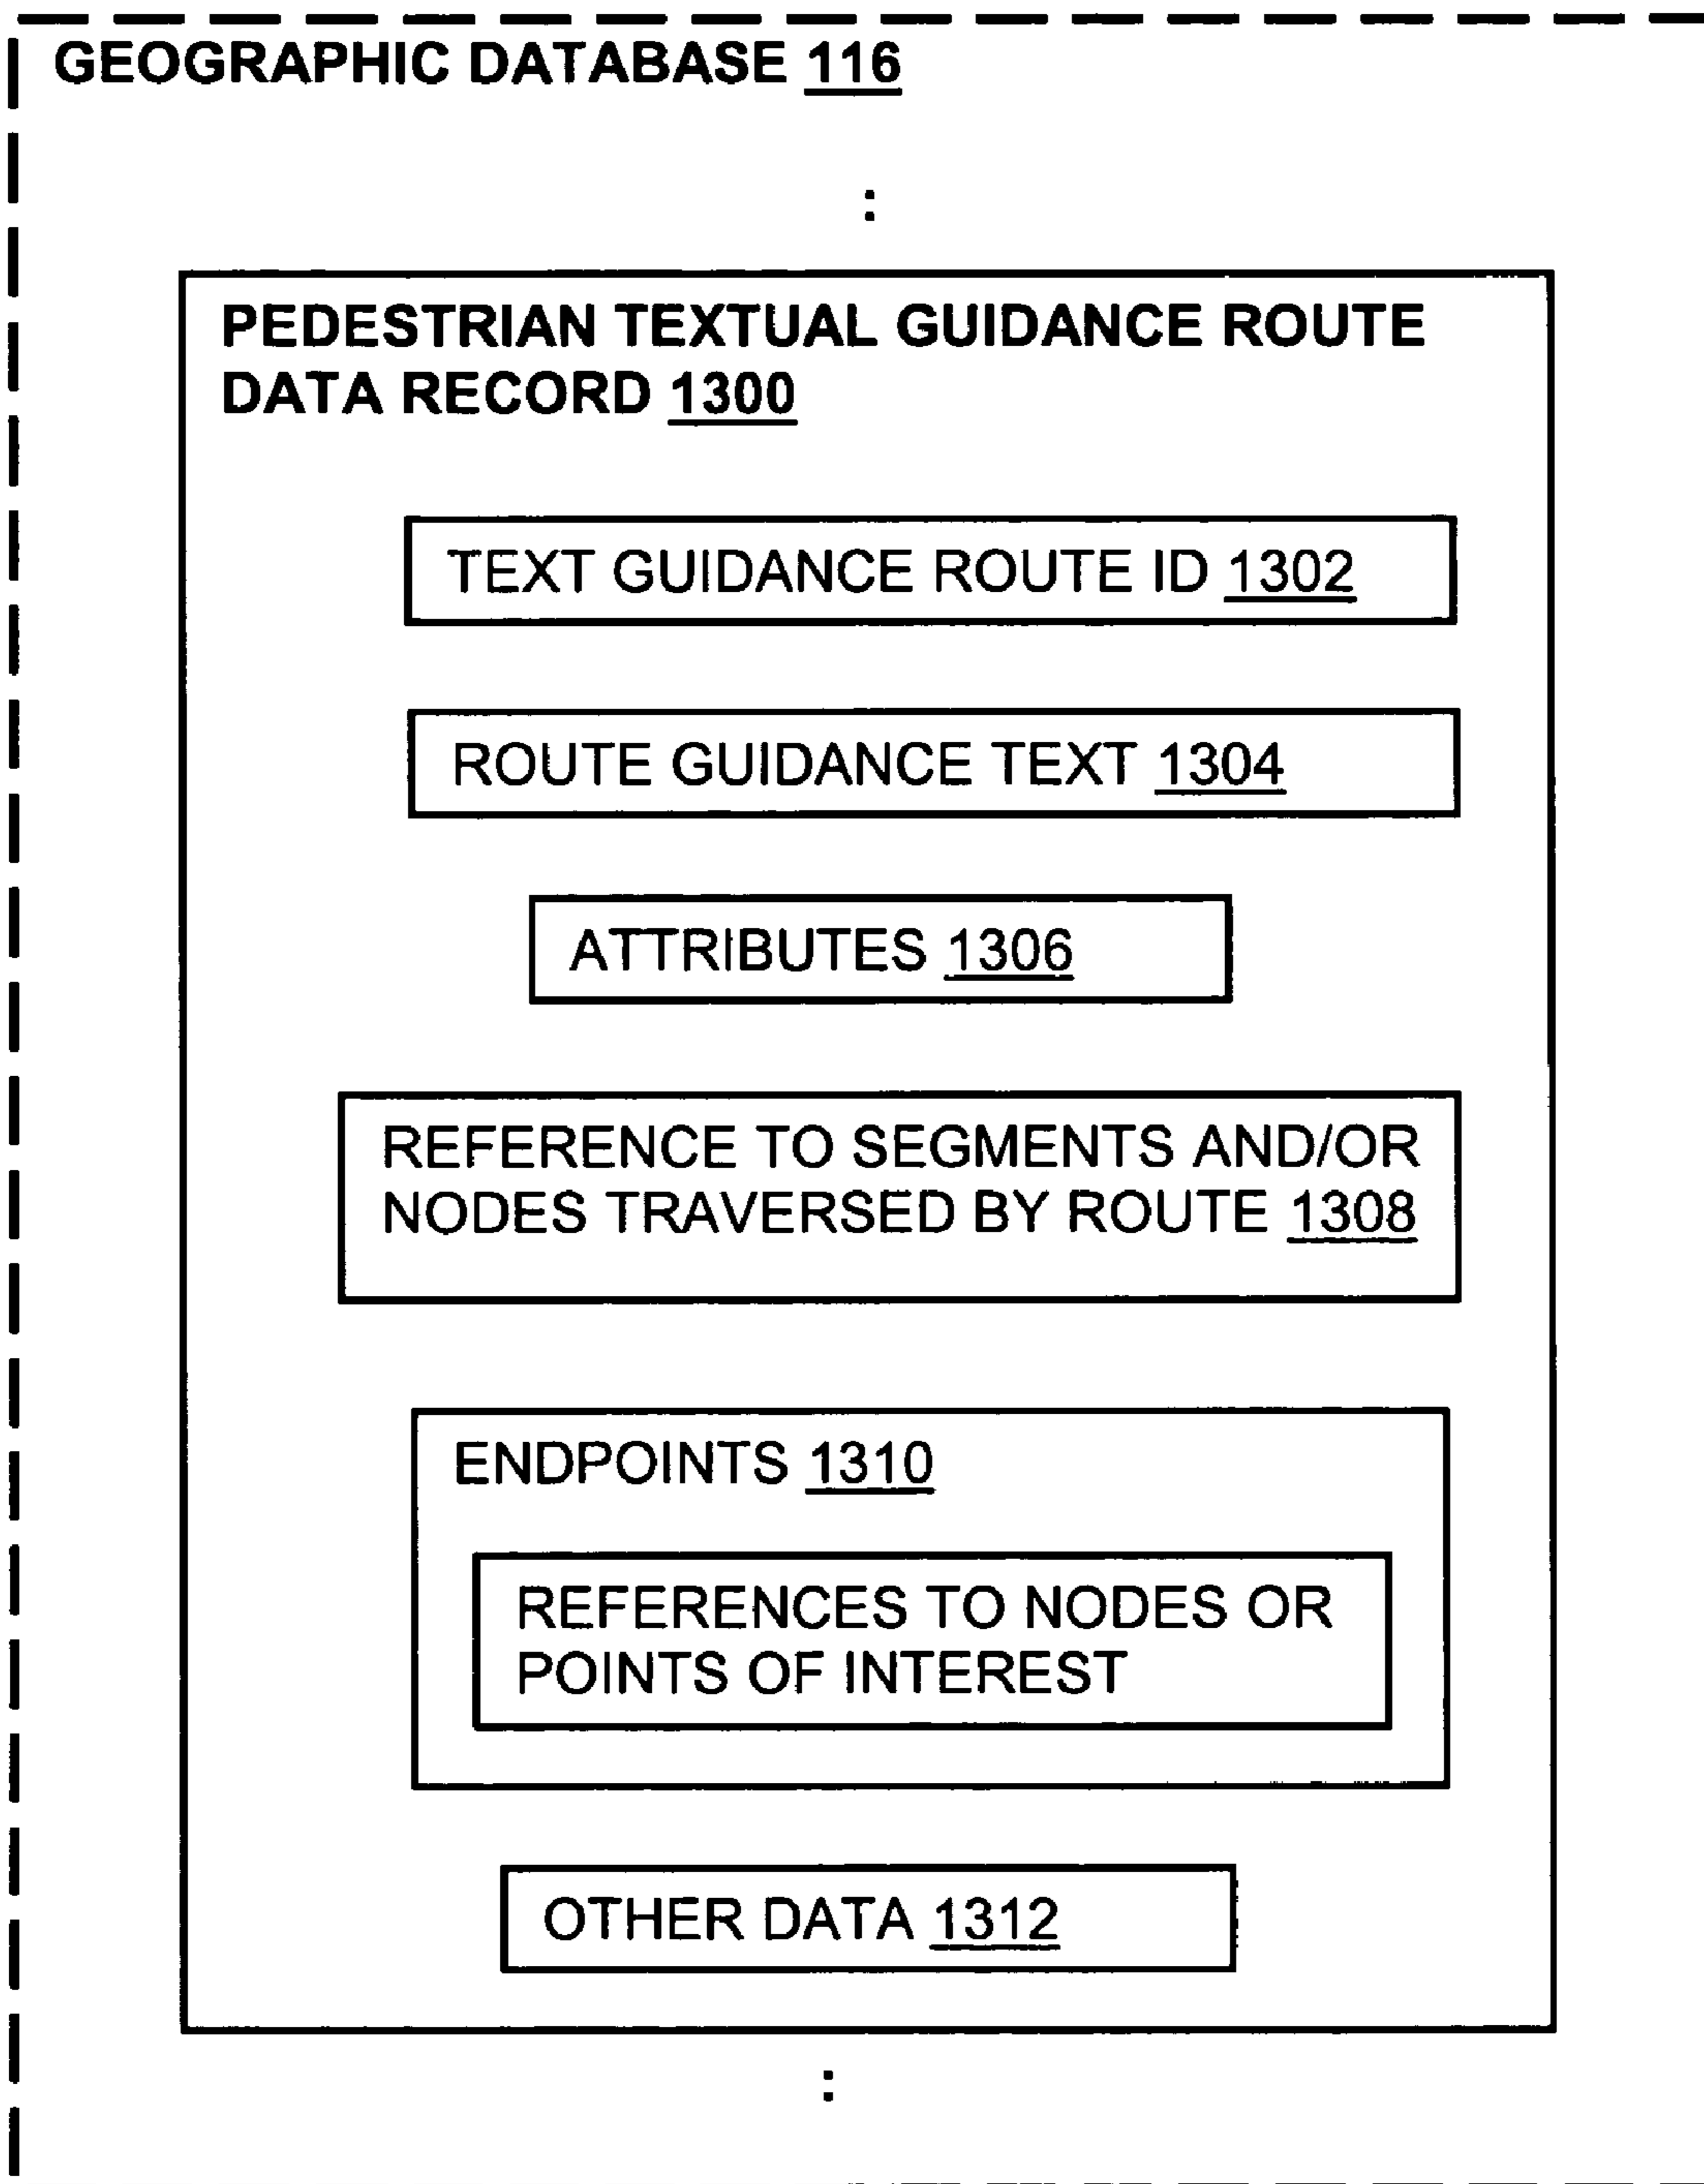 GEOGRAPHIC DATABASE 116
:
PEDESTRIAN TEXTUAL GUIDANCE ROUTE
DATA RECORD 1300
TEXT GUIDANCE ROUTE ID 1302
ROUTE GUIDANCE TEXT 1304
ATTRIBUTES 1306
REFERENCE TO SEGMENTS AND/OR
NODES TRAVERSED BY ROUTE 1308
ENDPOINTS 1310
REFERENCES TO NODES OR
POINTS OF INTEREST
OTHER DATA 1312
: